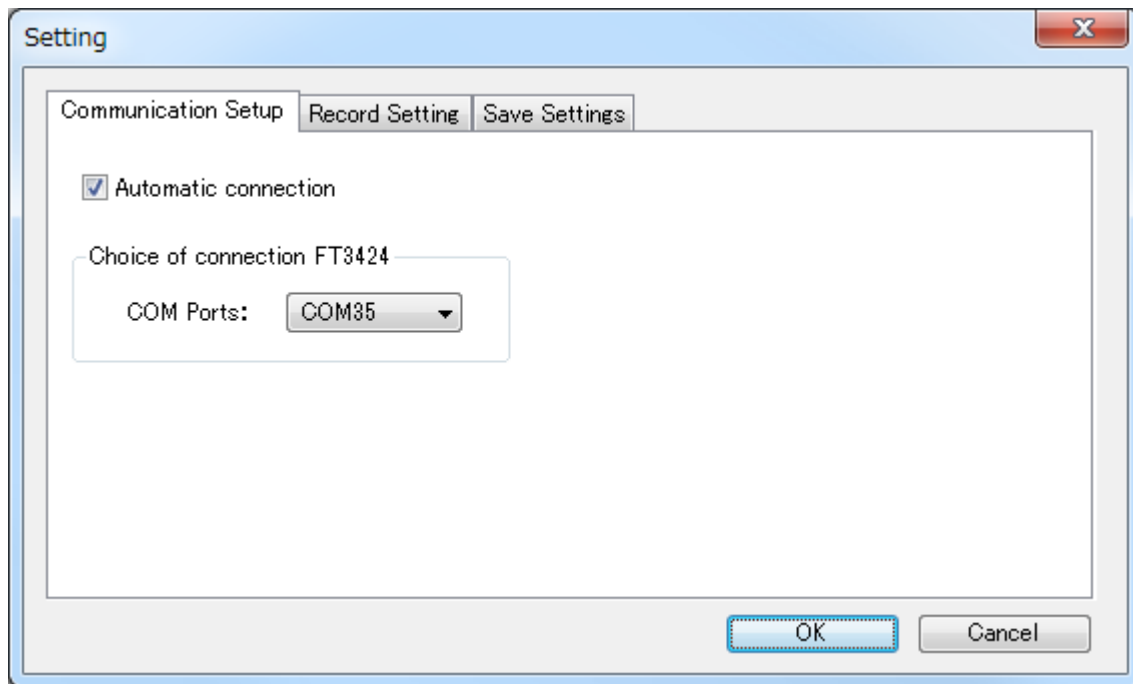 Setting
Communication Setup Record Setting Save Settings
Automatic connection
Choice of connection FT3424
COM Ports: COM35
OK Cancel